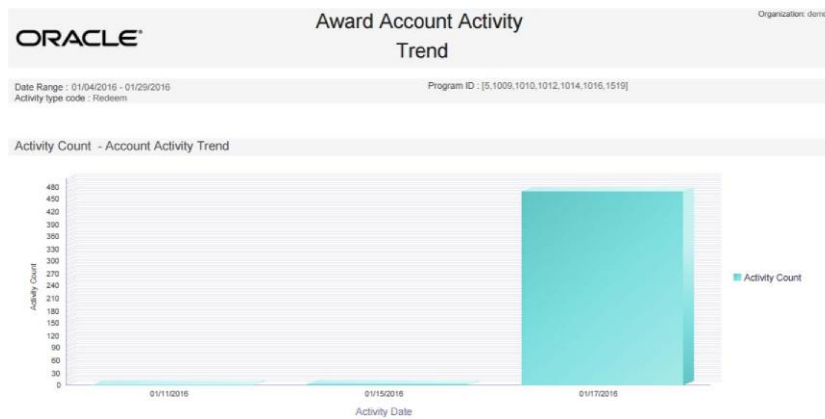 Organization: demo
ORACLE
Award Account Activity
Trend
Date Range : 01/04/2016 - 01/29/2016
Program ID : [5,1009,1010,1012,1014,1016,1519]
Activity type code : Redeem
Activity Count - Account Activity Trend
480
450
420
390
360
330
300
270
240
210
180
150
120
90
60
30
0
Activity Count
Activity Count
01/11/2016
01/15/2016
01/17/2016
Activity Date